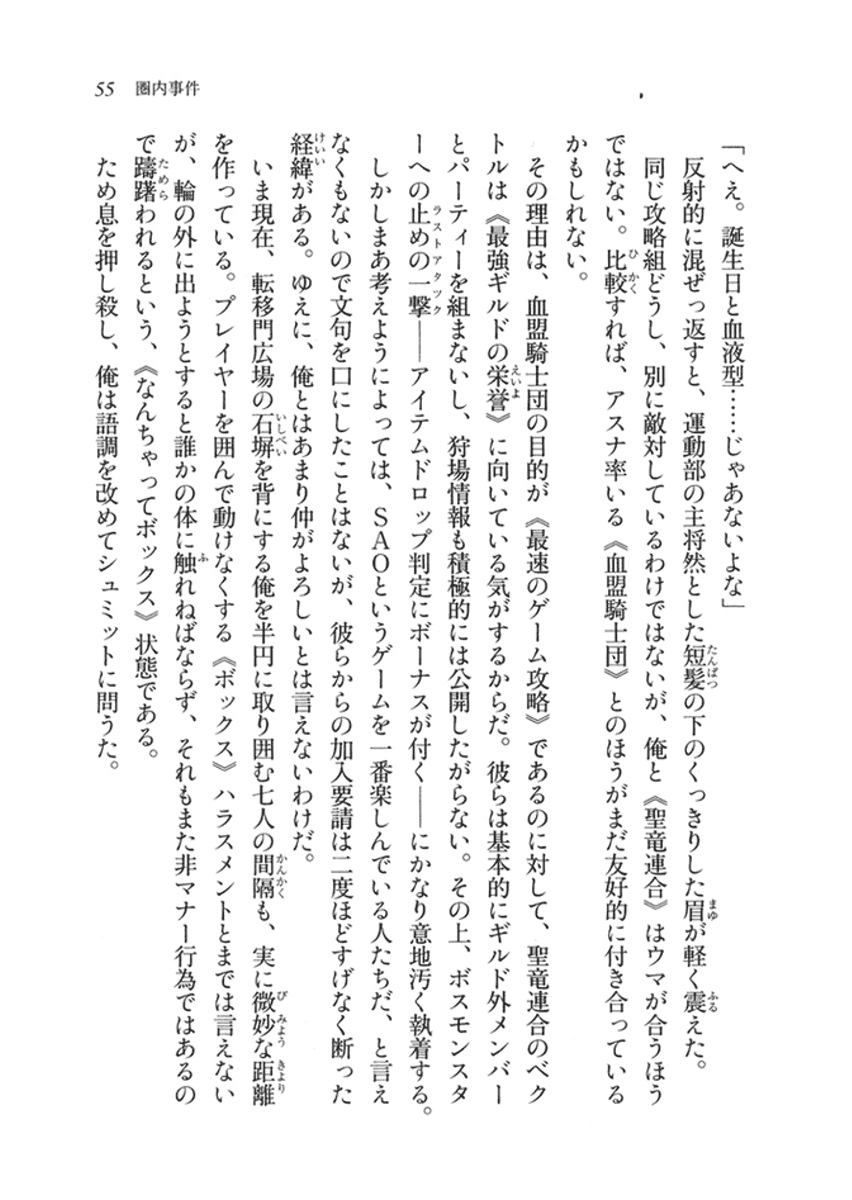 55 圏内事件
「へえ。誕生日と血液型……じゃあないよな」
反射的に混ぜっ返すと、運動部の主将然とした短髪の下のくっきりした眉が軽く震えた。
同じ攻略組どうし、別に敵対しているわけではないが、俺と《聖竜連合》はウマが合うほう
ではない。比較すれば、アスナ率いる《血盟騎士団》とのほうがまだ友好的に付き合っている
かもしれない。
その理由は、血盟騎士団の目的が《最速のゲーム攻略》であるのに対して、聖竜連合のベク
トルは《最強ギルドの栄誉》に向いている気がするからだ。彼らは基本的にギルド外メンバー
とパーティーを組まないし、狩場情報も積極的には公開したがらない。その上、ボスモンスタ
ーへの止めの一撃――アイテムドロップ判定にボーナスが付く――にかなり意地汚く執着する。
しかしまあ考えようによっては、SAOというゲームを一番楽しんでいる人たちだ、と言え
なくもないので文句を口にしたことはないが、彼らからの加入要請は二度ほどすげなく断った
経緯がある。ゆえに、俺とはあまり仲がよろしいとは言えないわけだ。
いま現在、転移門広場の石塀を背にする俺を半円に取り囲む七人の間隔も、実に微妙な距離
を作っている。プレイヤーを囲んで動けなくする《ボックス》ハラスメントとまでは言えない
が、輪の外に出ようとすると誰かの体に触れねばならず、それもまた非マナー行為ではあるの
で躊躇われるという、《なんちゃってボックス》状態である。
ため息を押し殺し、俺は語調を改めてシュミットに問うた。